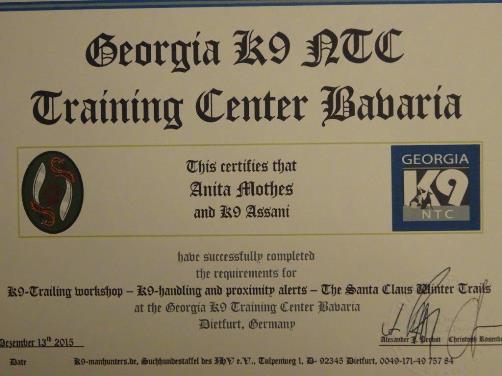 Georgia K9 NTC
Training Center Bavaria
This certifies that
Anita Mothes
and K9 Assani
GEORGIA
K9
NTC
have successfully completed
the requirements for
K9-Trailing workshop – K9-handling and proximity alerts – The Santa Claus Winter Trails
at the Georgia K9 Training Center Bavaria
Dietfurt, Germany
Dezember 13th 2015
Alexander J. Christoph
Date K9-manhunters.de, Suchhundestaffel des IHV e.V., Tulpenweg 1, D- 92345 Dietfurt, 0049-171-49 757 84